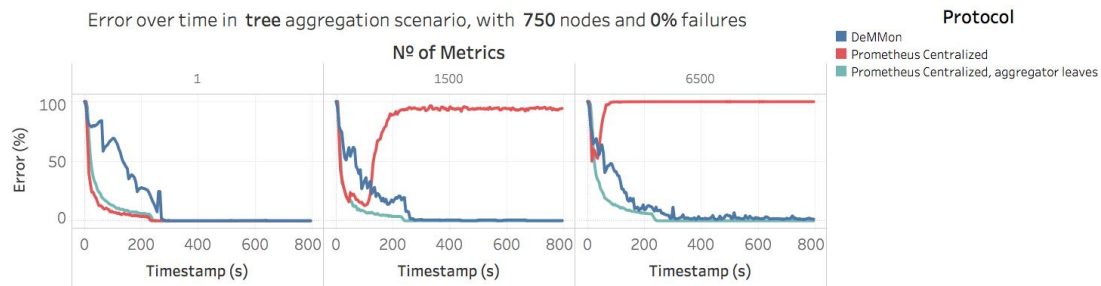 Error over time in tree aggregation scenario, with 750 nodes and 0% failures
Protocol
DeMMon
Prometheus Centralized
Prometheus Centralized, aggregator leaves
Nº of Metrics
1 1500 6500
Error (%)
100
50
0
0 200 400 600 800 0 200 400 600 800 0 200 400 600 800
Timestamp (s) Timestamp (s) Timestamp (s)